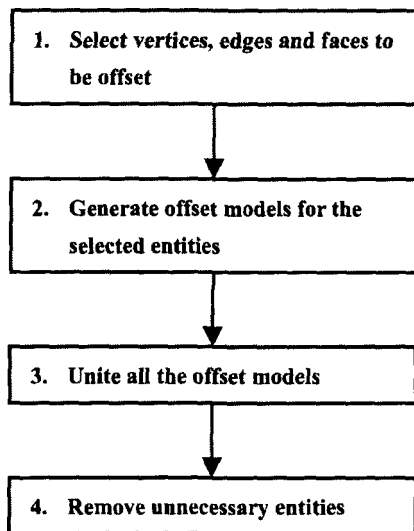 1. Select vertices, edges and faces to
be offset
2. Generate offset models for the
selected entities
3. Unite all the offset models
4. Remove unnecessary entities